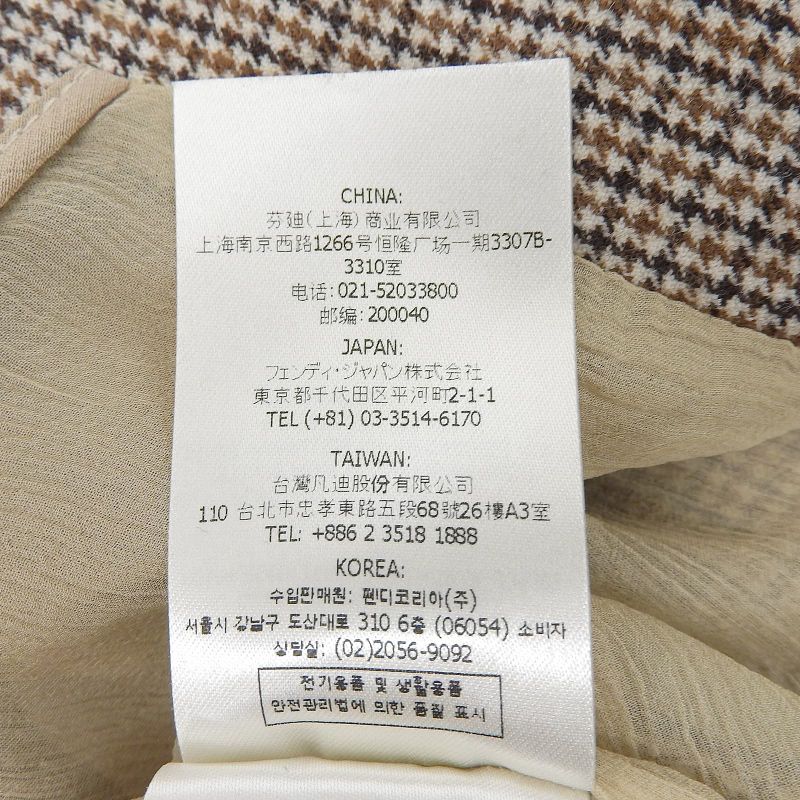 CHINA:
芬廸(上海)商业有限公司
上海南京西路1266号恒隆广场一期3307B-
3310室
电话:021-52033800
邮编:200040
JAPAN:
フェンディ・ジャパン株式会社
東京都千代田区平河町2-1-1
TEL (+81) 03-3514-6170
TAIWAN:
台灣凡迪股份有限公司
110 台北市忠孝東路五段68號26樓A3室
TEL: +886 2 3518 1888
KOREA:
수입판매원: 펜디코리아(주)
서울시 강남구 도산대로 310 6층 (06054) 소비자
상담실: (02)2056-9092
전기용품 및 생활용품
안전관리법에 의한 품질 표시